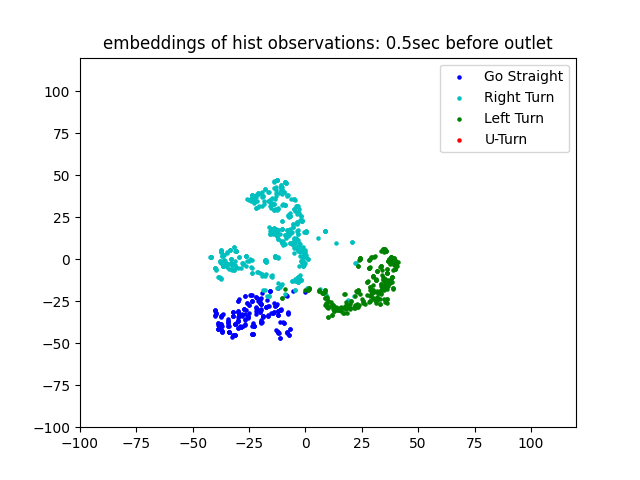 embeddings of hist observations: 0.5sec before outlet
Go Straight
Right Turn
Left Turn
U-Turn
100
75
50
25
0
−25
−50
−75
−100
−100 −75 −50 −25 0 25 50 75 100